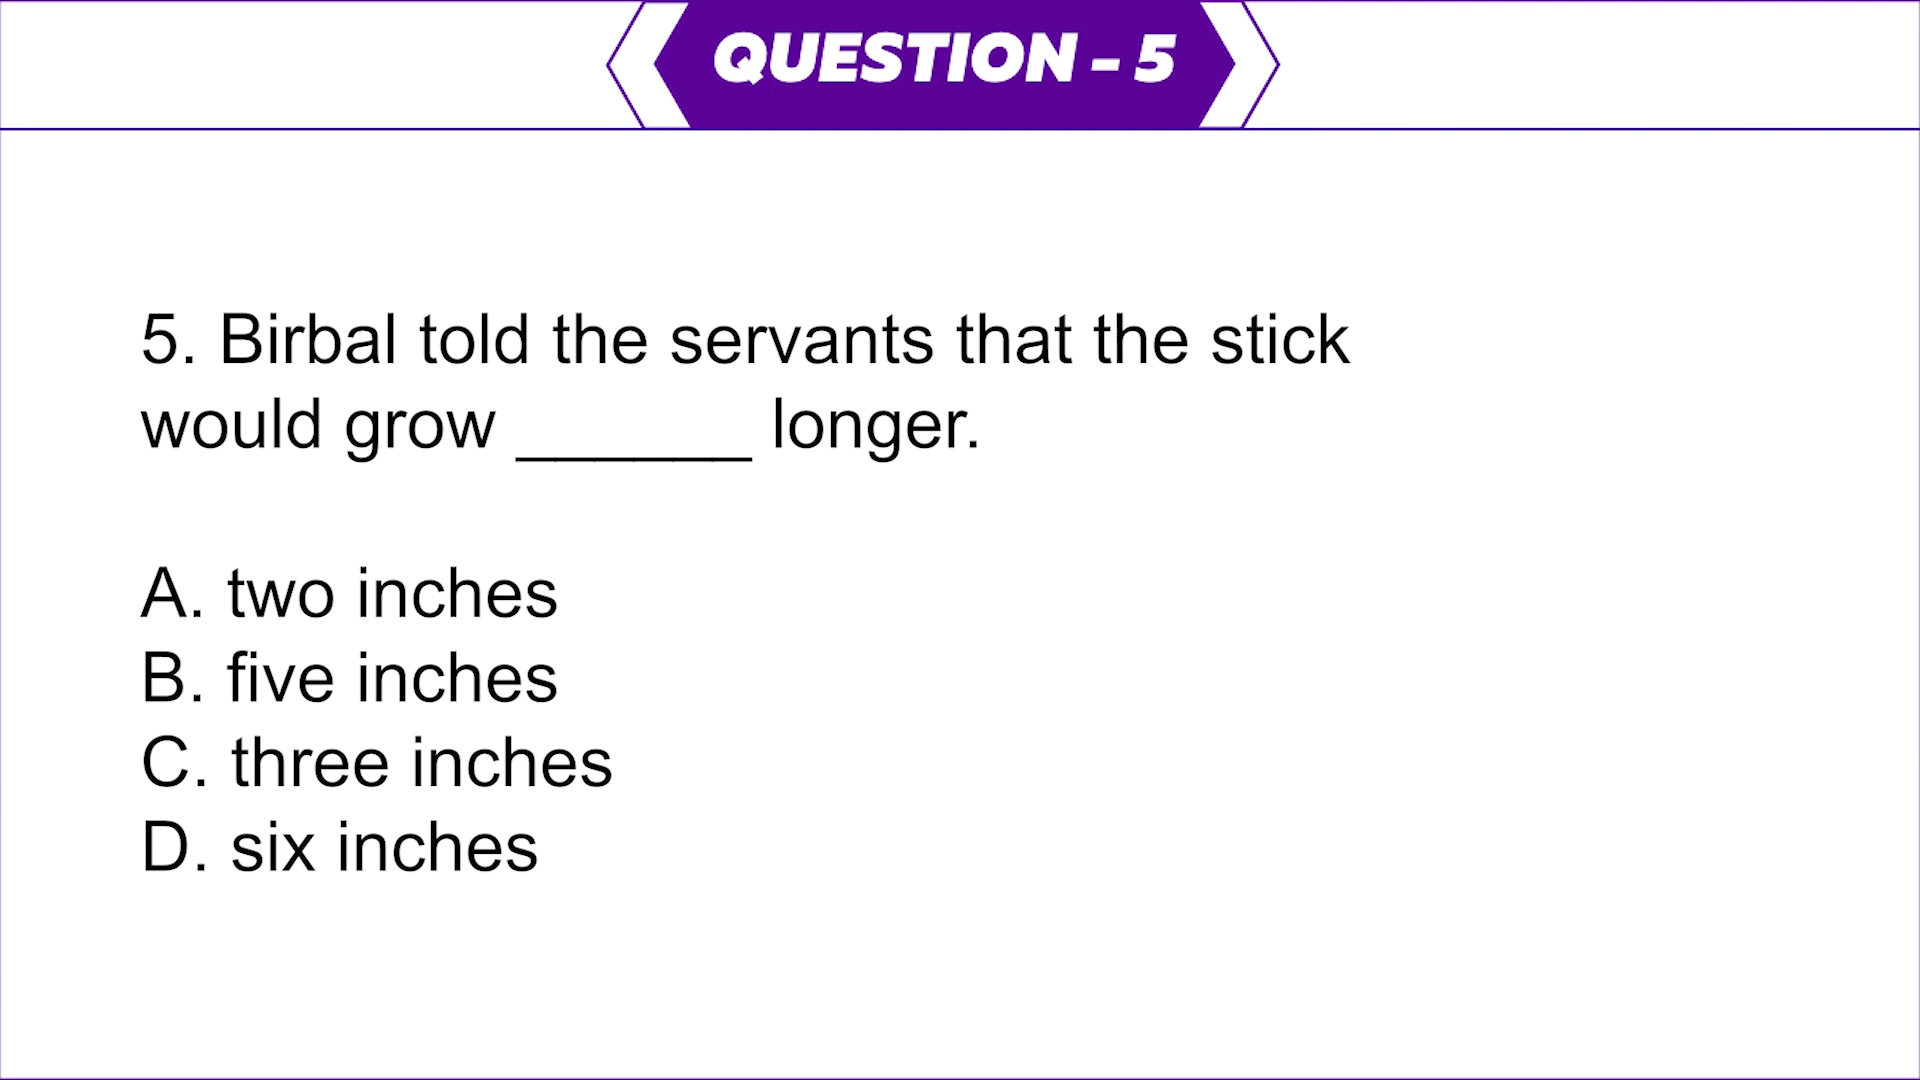 QUESTION - 5
5. Birbal told the servants that the stick
would grow ______ longer.
A. two inches
B. five inches
C. three inches
D. six inches